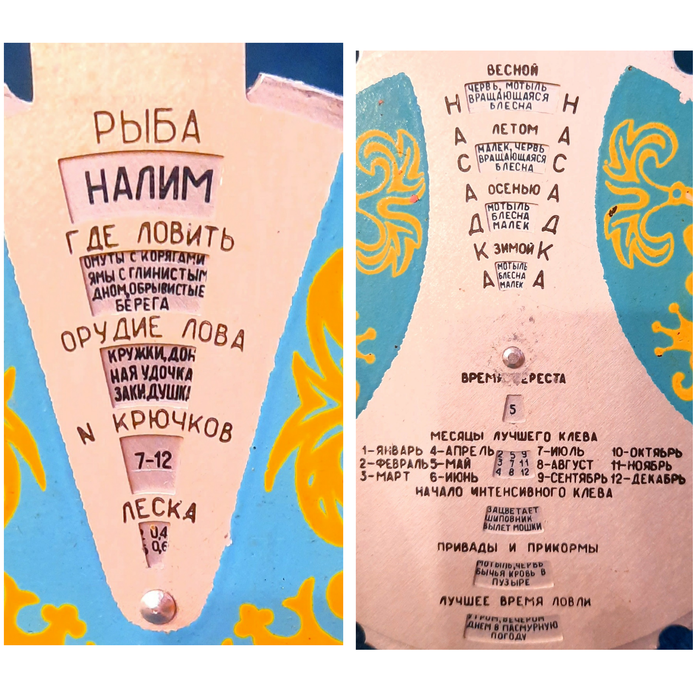 РЫБА
НАЛИМ
ГДЕ ЛОВИТЬ
ОМУТЫ С КОРЯГАМИ
ЯМЫ С ГЛИНИСТЫМ
ДНОМ,ОБРЫВИСТЫЕ
БЕРЕГА
ОРУДИЕ ЛОВА
КРУЖКИ, ДОН
НАЯ УДОЧКА
ЗАКИДУШКИ
N КРЮЧКОВ
7-12
ЛЕСКА
0,4
0,6
ВЕСНОЙ
ЧЕРВЬ, МОТЫЛЬ
ВРАЩАЮЩАЯСЯ
БЛЕСНА
НАСАДКА НАСАДКА
ЛЕТОМ
МАЛЕК, ЧЕРВЬ
ВРАЩАЮЩАЯСЯ
БЛЕСНА
ОСЕНЬЮ
МОТЫЛЬ
БЛЕСНА
МАЛЕК
ЗИМОЙ
МОТЫЛЬ
БЛЕСНА
МАЛЕК
ВРЕМЯ НЕРЕСТА
5
МЕСЯЦЫ ЛУЧШЕГО КЛЕВА
1-ЯНВАРЬ 4-АПРЕЛЬ 2 5 9 7-ИЮЛЬ 10-ОКТЯБРЬ
2-ФЕВРАЛЬ 5-МАЙ 3 7 11 8-АВГУСТ 11-НОЯБРЬ
3-МАРТ 6-ИЮНЬ 4 8 12 9-СЕНТЯБРЬ 12-ДЕКАБРЬ
НАЧАЛО ИНТЕНСИВНОГО КЛЕВА
ЗАЦВЕТАЕТ
ШИПОВНИК
ВЫЛЕТ МОШКИ
ПРИВАДЫ И ПРИКОРМЫ
МОТЫЛЬ,ЧЕРВЬ
БЫЧЬЯ КРОВЬ В
ПУЗЫРЕ
ЛУЧШЕЕ ВРЕМЯ ЛОВЛИ
УТРОМ, ВЕЧЕРОМ
ДНЕМ В ПАСМУРНУЮ
ПОГОДУ